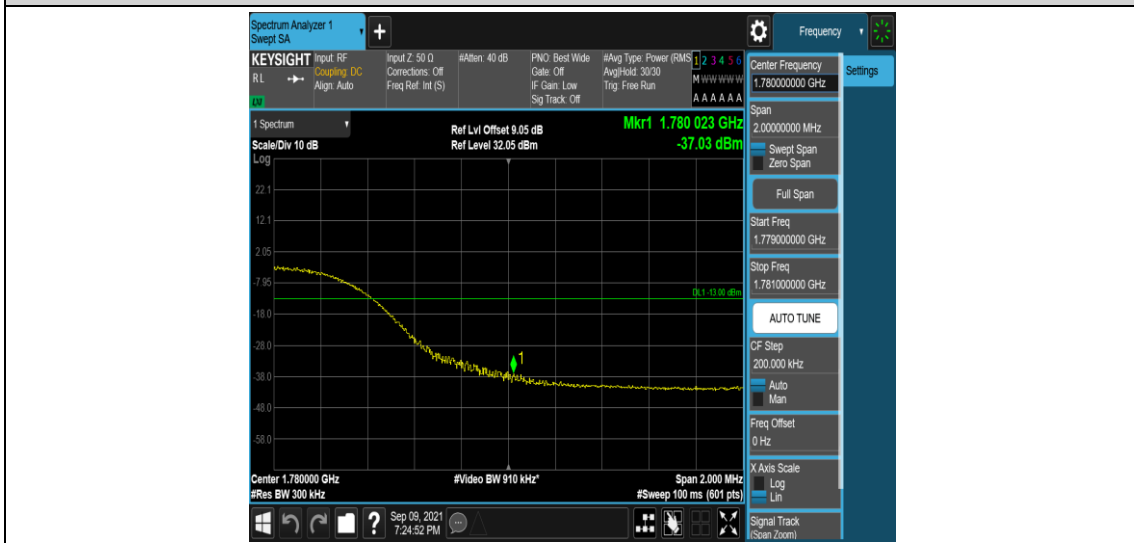 Spectrum Analyzer 1
Swept SA
+
Frequency
KEYSIGHT
RL
LXI
Input: RF
Coupling: DC
Align: Auto
Input Z: 50 Ω
Corrections: Off
Freq Ref: Int (S)
#Atten: 40 dB
PNO: Best Wide
Gate: Off
IF Gain: Low
Sig Track: Off
#Avg Type: Power (RMS
Avg|Hold: 30/30
Trig: Free Run
1 2 3 4 5 6
M W W W W W
A A A A A A
1 Spectrum
Scale/Div 10 dB
Log
Ref Lvl Offset 9.05 dB
Ref Level 32.05 dBm
Mkr1 1.780 023 GHz
-37.03 dBm
22.1
12.1
2.05
-7.95
-18.0
-28.0
-38.0
-48.0
-58.0
DL1 -13.00 dBm
1
Center 1.780000 GHz
#Res BW 300 kHz
#Video BW 910 kHz*
Span 2.000 MHz
#Sweep 100 ms (601 pts)
Center Frequency
1.780000000 GHz
Settings
Span
2.00000000 MHz
Swept Span
Zero Span
Full Span
Start Freq
1.779000000 GHz
Stop Freq
1.781000000 GHz
AUTO TUNE
CF Step
200.000 kHz
Auto
Man
Freq Offset
0 Hz
X Axis Scale
Log
Lin
Signal Track
(Span Zoom)
?
Sep 09, 2021
7:24:52 PM